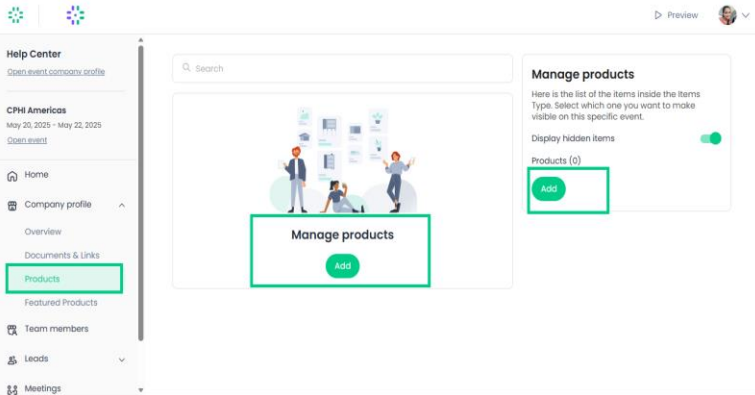 Preview
Help Center
Open event company profile
CPHI Americas
May 20, 2025 - May 22, 2025
Open event
Home
Company profile
Overview
Documents & Links
Products
Featured Products
Team members
Leads
Meetings
Search
Manage products
Add
Manage products
Here is the list of the items inside the Items
Type. Select which one you want to make
visible on this specific event.
Display hidden items
Products (0)
Add